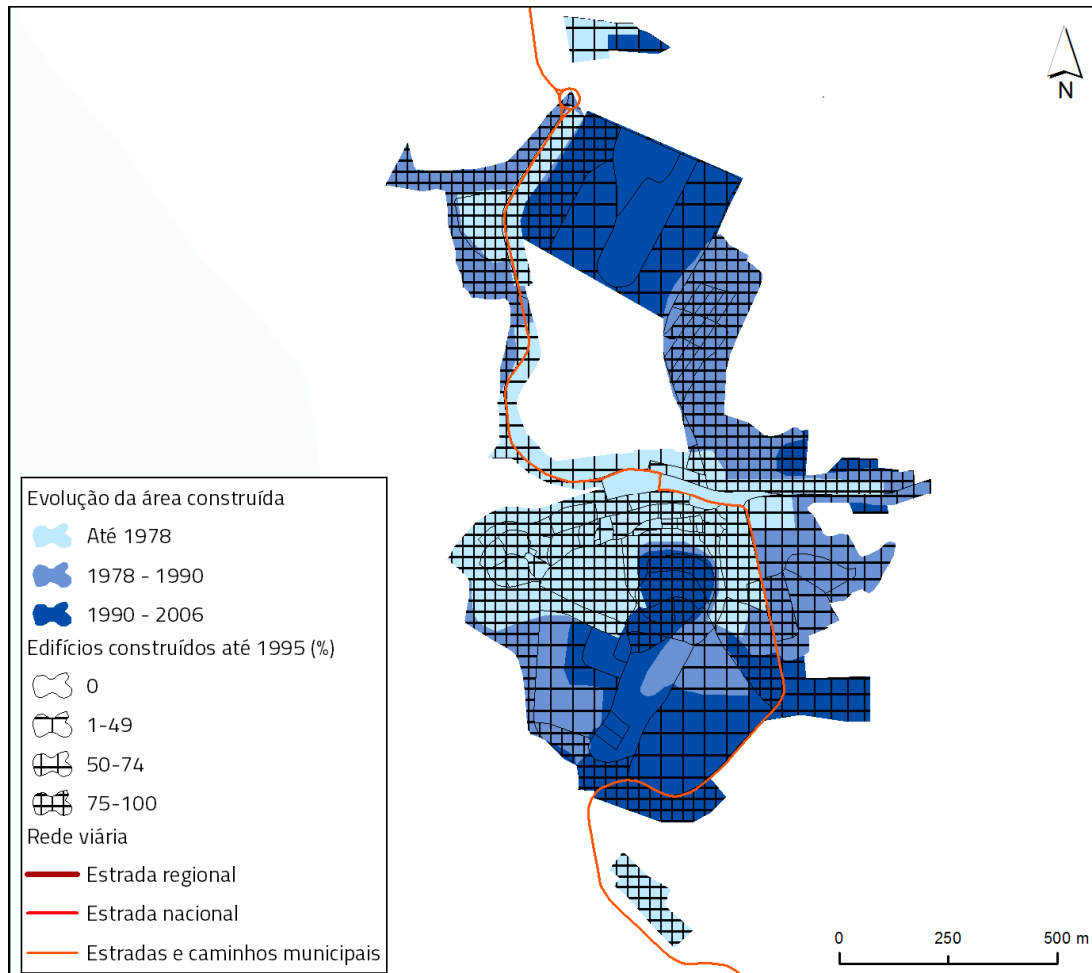 N
Evolução da área construída
Até 1978
1978 - 1990
1990 - 2006
Edifícios construídos até 1995 (%)
0
1-49
50-74
75-100
Rede viária
Estrada regional
Estrada nacional
Estradas e caminhos municipais
0 250 500 m